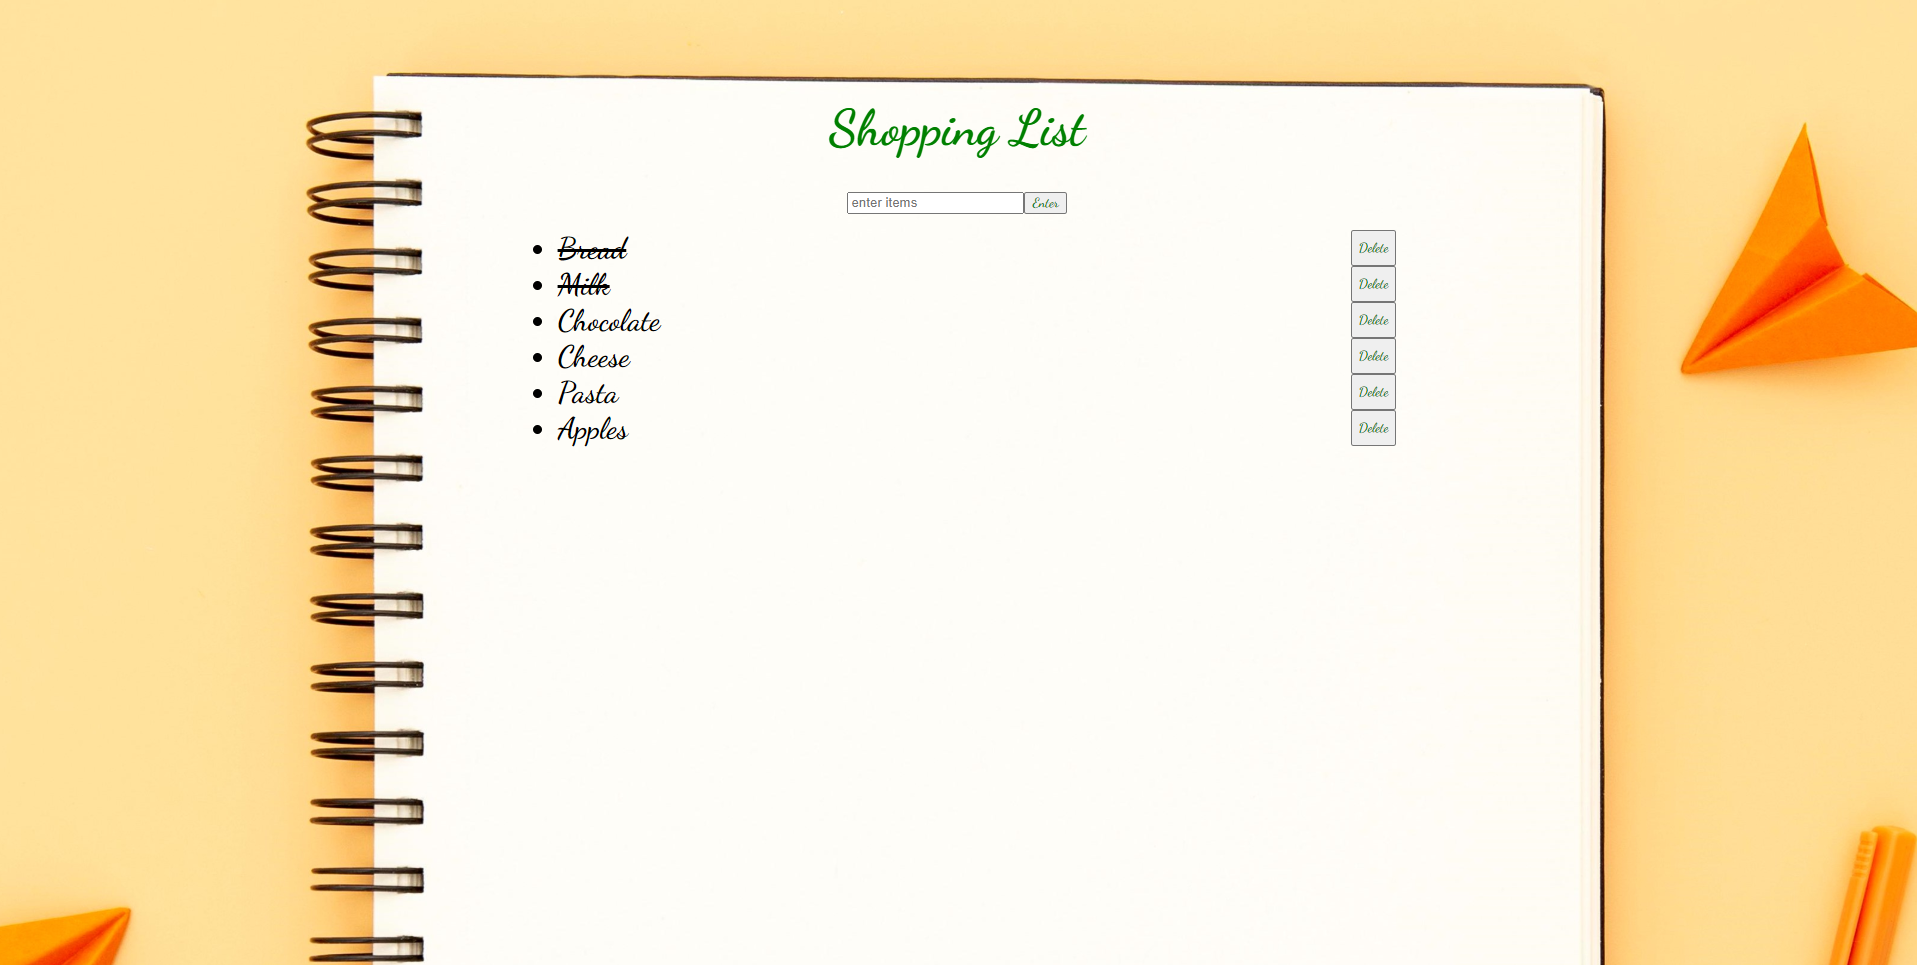 Shopping List
enter items Enter
Bread Delete
Milk Delete
Chocolate Delete
Cheese Delete
Pasta Delete
Apples Delete